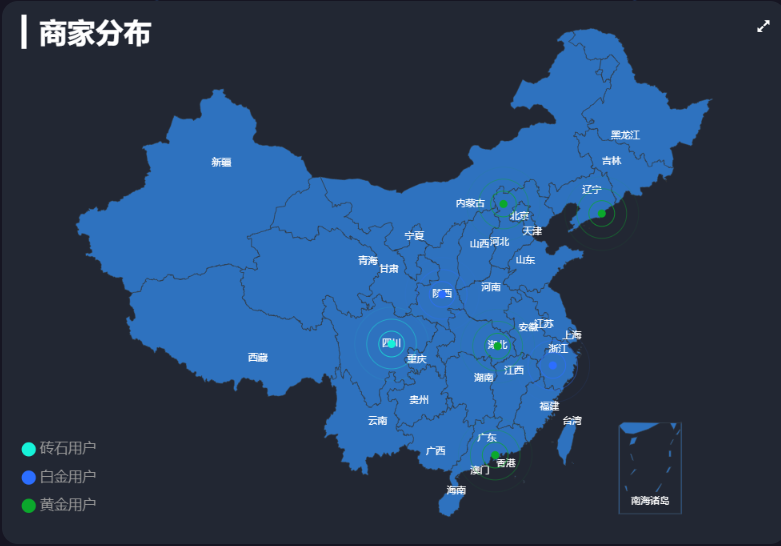 商家分布
黑龙江
吉林
新疆
辽宁
内蒙古
北京
天津
宁夏
山西
河北
青海
甘肃
山东
河南
陕西
江苏
安徽
上海
四川
湖北
浙江
重庆
西藏
江西
湖南
贵州
福建
云南
台湾
广东
广西
香港
澳门
海南
南海诸岛
砖石用户
白金用户
黄金用户